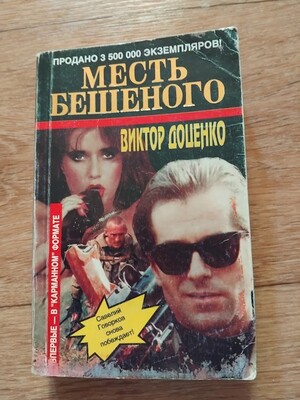 ПРОДАНО 3 500 000 ЭКЗЕМПЛЯРОВ!
МЕСТЬ
БЕШЕНОГО
ВИКТОР ДОЦЕНКО
ВПЕРВЫЕ — В "КАРМАННОМ" ФОРМАТЕ
Савелий
Говорков
снова
побеждает!